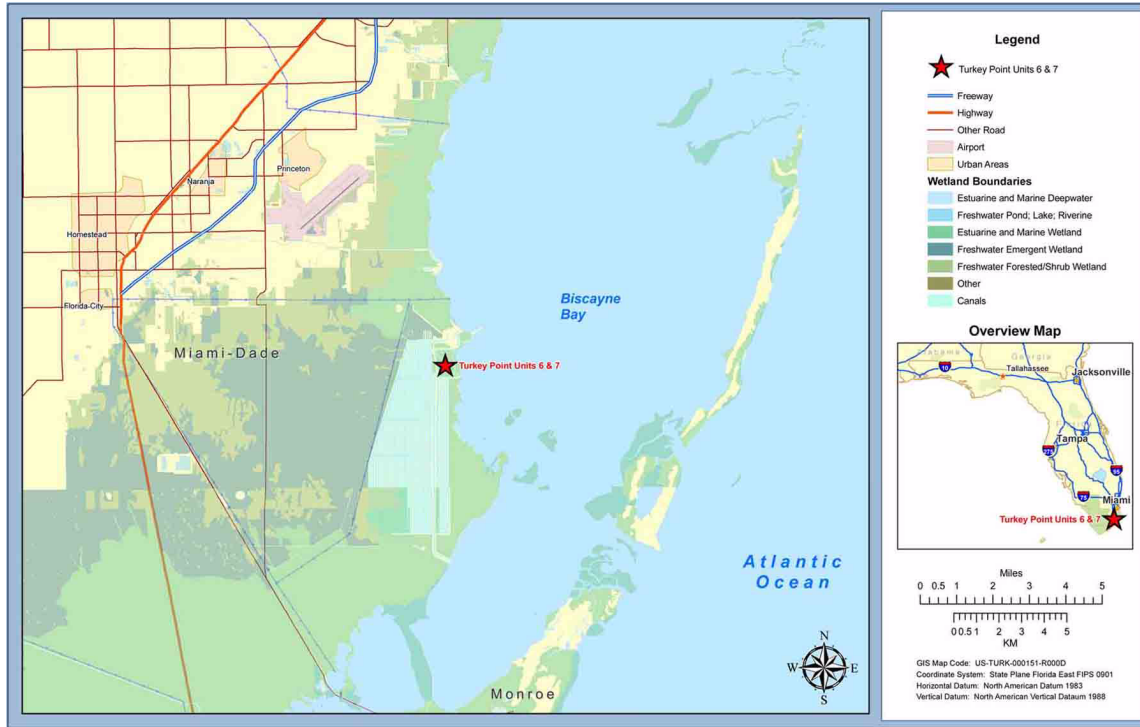 Princeton
Naranja
Homestead
Florida City
Miami-Dade
Biscayne
Bay
Turkey Point Units 6 & 7
Atlantic
Ocean
Monroe
N
W
E
S
Legend
Turkey Point Units 6 & 7
Freeway
Highway
Other Road
Airport
Urban Areas
Wetland Boundaries
Estuarine and Marine Deepwater
Freshwater Pond; Lake; Riverine
Estuarine and Marine Wetland
Freshwater Emergent Wetland
Freshwater Forested/Shrub Wetland
Other
Canals
Overview Map
Alabama
Georgia
10
Tallahassee
Jacksonville
Tampa
275
95
75
Miami
Turkey Point Units 6 & 7
Miles
0 0.5 1 2 3 4 5
0 0.5 1 2 3 4 5
KM
GIS Map Code: US-TURK-000151-R000D
Coordinate System: State Plane Florida East FIPS 0901
Horizontal Datum: North American Datum 1983
Vertical Datum: North American Vertical Dataum 1988